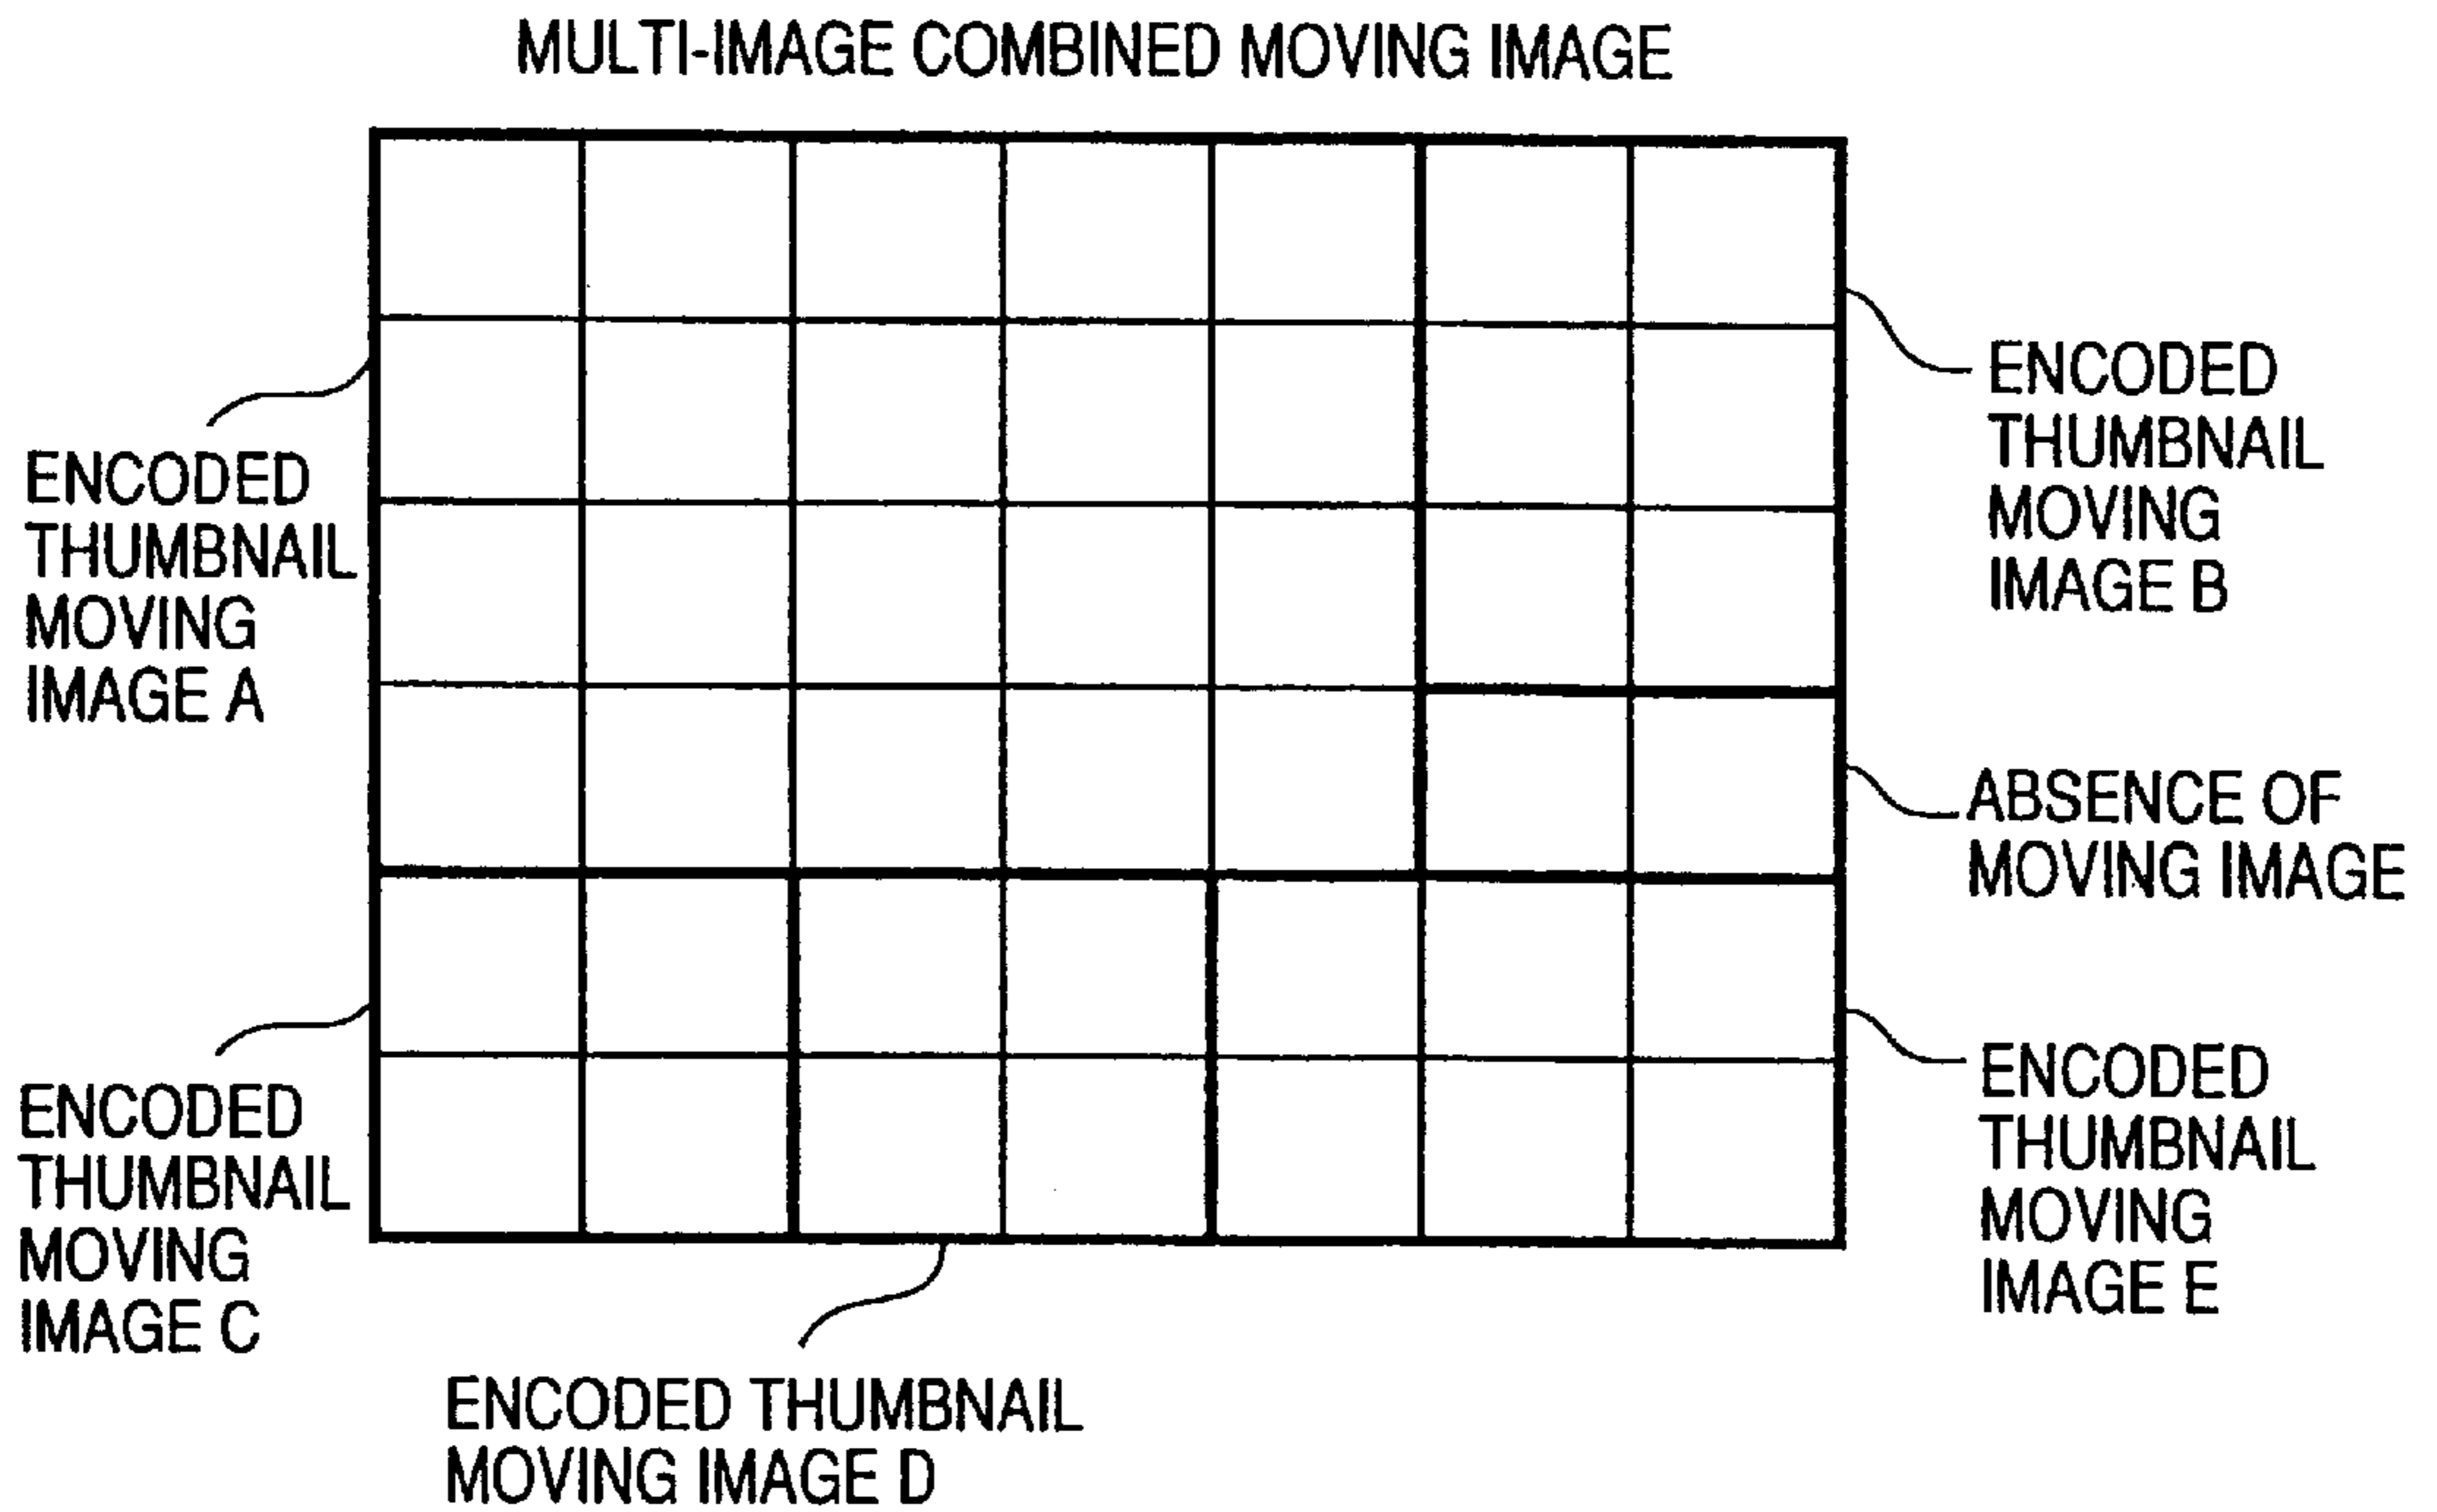 MULTI-IMAGE COMBINED MOVING IMAGE
ENCODED
THUMBNAIL
MOVING
IMAGE A
ENCODED
THUMBNAIL
MOVING
IMAGE B
ABSENCE OF
MOVING IMAGE
ENCODED
THUMBNAIL
MOVING
IMAGE C
ENCODED THUMBNAIL
MOVING IMAGE D
ENCODED
THUMBNAIL
MOVING
IMAGE E